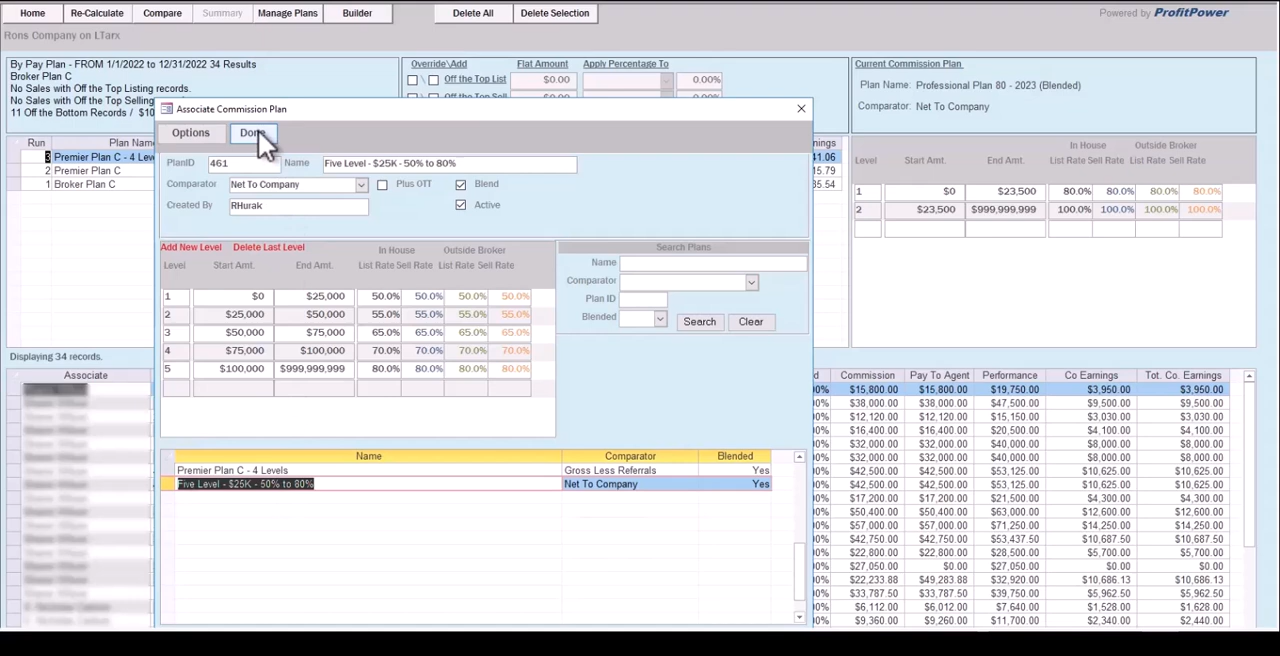 Home Re-Calculate Compare Summary Manage Plans Builder Delete All Delete Selection Powered by ProfitPower
Rons Company on LTarx
By Pay Plan - FROM 1/1/2022 to 12/31/2022 34 Results
Broker Plan C
No Sales with Off the Top Listing records.
No Sales with Off the Top Selling
11 Off the Bottom Records / $10
Override\Add Flat Amount Apply Percentage To
\ Off the Top List $0.00 0.00%
Current Commission Plan
Plan Name: Professional Plan 80 - 2023 (Blended)
Comparator: Net To Company
Run Plan Name
3 Premier Plan C - 4 Leve
2 Premier Plan C
1 Broker Plan C
nings
41.06
15.79
35.54
In House Outside Broker
Level Start Amt. End Amt. List Rate Sell Rate List Rate Sell Rate
1 $0 $23,500 80.0% 80.0% 80.0% 80.0%
2 $23,500 $999,999,999 100.0% 100.0% 100.0% 100.0%
Associate Commission Plan
Options
PlanID 461 Name Five Level - $25K - 50% to 80%
Comparator Net To Company Plus OTT Blend
Created By RHurak Active
Add New Level Delete Last Level In House Outside Broker
Level Start Amt. End Amt. List Rate Sell Rate List Rate Sell Rate
1 $0 $25,000 50.0% 50.0% 50.0% 50.0%
2 $25,000 $50,000 55.0% 55.0% 55.0% 55.0%
3 $50,000 $75,000 65.0% 65.0% 65.0% 65.0%
4 $75,000 $100,000 70.0% 70.0% 70.0% 70.0%
5 $100,000 $999,999,999 80.0% 80.0% 80.0% 80.0%
Search Plans
Name
Comparator
Plan ID
Blended
Search Clear
Name Comparator Blended
Premier Plan C - 4 Levels Gross Less Referrals Yes
Five Level - $25K - 50% to 80% Net To Company Yes
Displaying 34 records.
Associate
d Commission Pay To Agent Performance Co Earnings Tot. Co. Earnings
00% $15,800.00 $15,800.00 $19,750.00 $3,950.00 $3,950.00
00% $38,000.00 $38,000.00 $47,500.00 $9,500.00 $9,500.00
00% $12,120.00 $12,120.00 $15,150.00 $3,030.00 $3,030.00
00% $16,400.00 $16,400.00 $20,500.00 $4,100.00 $4,100.00
00% $32,000.00 $32,000.00 $40,000.00 $8,000.00 $8,000.00
00% $32,000.00 $32,000.00 $40,000.00 $8,000.00 $8,000.00
00% $42,500.00 $42,500.00 $53,125.00 $10,625.00 $10,625.00
00% $42,500.00 $42,500.00 $53,125.00 $10,625.00 $10,625.00
00% $17,200.00 $17,200.00 $21,500.00 $4,300.00 $4,300.00
00% $50,400.00 $50,400.00 $63,000.00 $12,600.00 $12,600.00
00% $57,000.00 $57,000.00 $71,250.00 $14,250.00 $14,250.00
00% $42,750.00 $42,750.00 $53,437.50 $10,687.50 $10,687.50
00% $22,800.00 $22,800.00 $28,500.00 $5,700.00 $5,700.00
00% $27,050.00 $27,050.00 $27,050.00 $0.00 $0.00
00% $22,233.88 $49,283.88 $32,920.00 $10,686.13 $10,686.13
00% $33,787.50 $33,787.50 $39,750.00 $5,962.50 $5,962.50
00% $6,112.00 $6,012.00 $7,640.00 $1,528.00 $1,628.00
00% $9,360.00 $9,260.00 $11,700.00 $2,340.00 $2,440.00